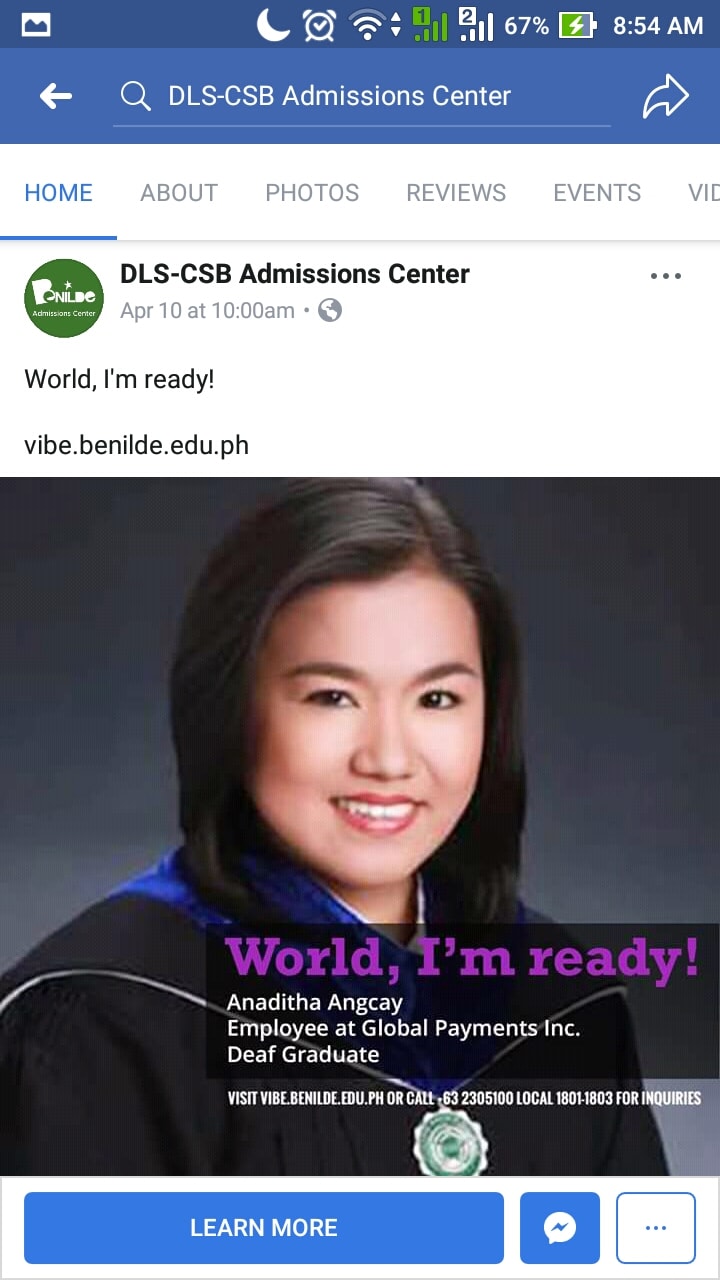 1 2 67% 8:54 AM
DLS-CSB Admissions Center
HOME ABOUT PHOTOS REVIEWS EVENTS VID
BENILDE
Admissions Center
DLS-CSB Admissions Center
Apr 10 at 10:00am •
World, I'm ready!
vibe.benilde.edu.ph
World, I'm ready!
Anaditha Angcay
Employee at Global Payments Inc.
Deaf Graduate
VISIT VIBE.BENILDE.EDU.PH OR CALL -63 2305100 LOCAL 1801-1803 FOR INQUIRIES
LEARN MORE